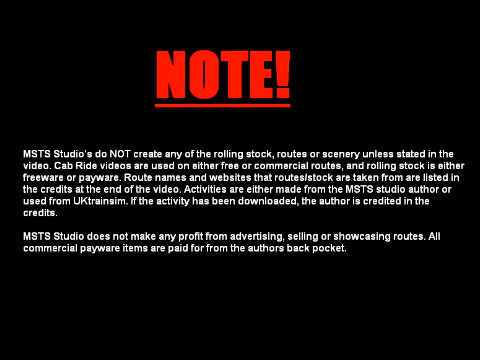 NOTE!
MSTS Studio's do NOT create any of the rolling stock, routes or scenery unless stated in the
video. Cab Ride videos are used on either free or commercial routes, and rolling stock is either
freeware or payware. Route names and websites that routes/stock are taken from are listed in
the credits at the end of the video. Activities are either made from the MSTS studio author or
used from UKtrainsim. If the activity has been downloaded, the author is credited in the
credits.
MSTS Studio does not make any profit from advertising, selling or showcasing routes. All
commercial payware items are paid for from the authors back pocket.